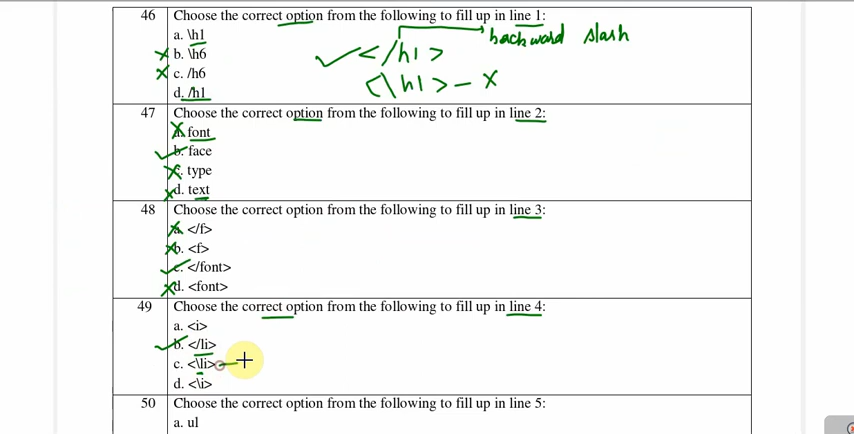 46 Choose the correct option from the following to fill up in line 1:
a. \h1
b. \h6
c. /h6
d. /h1
backward slash
</h1>
<\h1> - X
47 Choose the correct option from the following to fill up in line 2:
a. font
b. face
c. type
d. text
48 Choose the correct option from the following to fill up in line 3:
a. </f>
b. <f>
c. </font>
d. <font>
49 Choose the correct option from the following to fill up in line 4:
a. <i>
b. </li>
c. <\li>
d. <\i>
50 Choose the correct option from the following to fill up in line 5:
a. ul